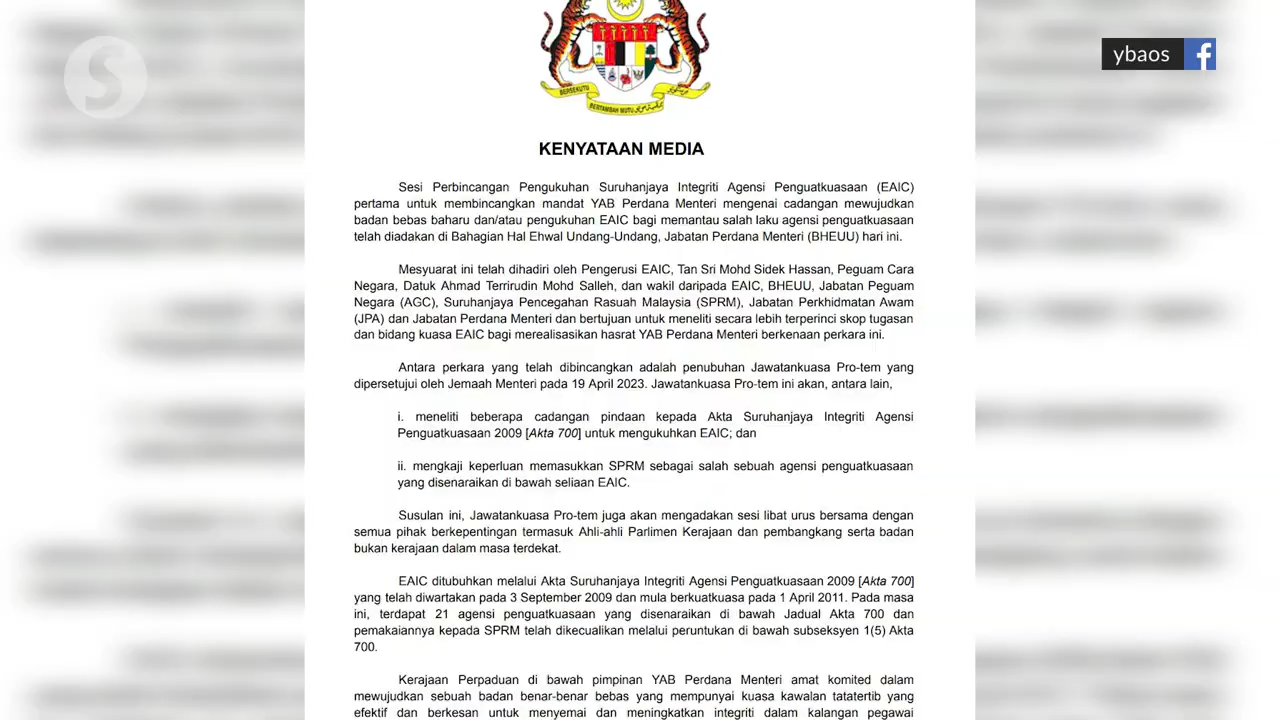 ybaos
BERSEKUTU
BERTAMBAH MUTU
KENYATAAN MEDIA
Sesi Perbincangan Pengukuhan Suruhanjaya Integriti Agensi Penguatkuasaan (EAIC)
pertama untuk membincangkan mandat YAB Perdana Menteri mengenai cadangan mewujudkan
badan bebas baharu dan/atau pengukuhan EAIC bagi memantau salah laku agensi penguatkuasaan
telah diadakan di Bahagian Hal Ehwal Undang-Undang, Jabatan Perdana Menteri (BHEUU) hari ini.
Mesyuarat ini telah dihadiri oleh Pengerusi EAIC, Tan Sri Mohd Sidek Hassan, Peguam Cara
Negara, Datuk Ahmad Terrirudin Mohd Salleh, dan wakil daripada EAIC, BHEUU, Jabatan Peguam
Negara (AGC), Suruhanjaya Pencegahan Rasuah Malaysia (SPRM), Jabatan Perkhidmatan Awam
(JPA) dan Jabatan Perdana Menteri dan bertujuan untuk meneliti secara lebih terperinci skop tugasan
dan bidang kuasa EAIC bagi merealisasikan hasrat YAB Perdana Menteri berkenaan perkara ini.
Antara perkara yang telah dibincangkan adalah penubuhan Jawatankuasa Pro-tem yang
dipersetujui oleh Jemaah Menteri pada 19 April 2023. Jawatankuasa Pro-tem ini akan, antara lain,
i. meneliti beberapa cadangan pindaan kepada Akta Suruhanjaya Integriti Agensi
Penguatkuasaan 2009 [Akta 700] untuk mengukuhkan EAIC; dan
ii. mengkaji keperluan memasukkan SPRM sebagai salah sebuah agensi penguatkuasaan
yang disenaraikan di bawah seliaan EAIC.
Susulan ini, Jawatankuasa Pro-tem juga akan mengadakan sesi libat urus bersama dengan
semua pihak berkepentingan termasuk Ahli-ahli Parlimen Kerajaan dan pembangkang serta badan
bukan kerajaan dalam masa terdekat.
EAIC ditubuhkan melalui Akta Suruhanjaya Integriti Agensi Penguatkuasaan 2009 [Akta 700]
yang telah diwartakan pada 3 September 2009 dan mula berkuatkuasa pada 1 April 2011. Pada masa
ini, terdapat 21 agensi penguatkuasaan yang disenaraikan di bawah Jadual Akta 700 dan
pemakaiannya kepada SPRM telah dikecualikan melalui peruntukan di bawah subseksyen 1(5) Akta
700.
Kerajaan Perpaduan di bawah pimpinan YAB Perdana Menteri amat komited dalam
mewujudkan sebuah badan benar-benar bebas yang mempunyai kuasa kawalan tatatertib yang
efektif dan berkesan untuk menyemai dan meningkatkan integriti dalam kalangan pegawai